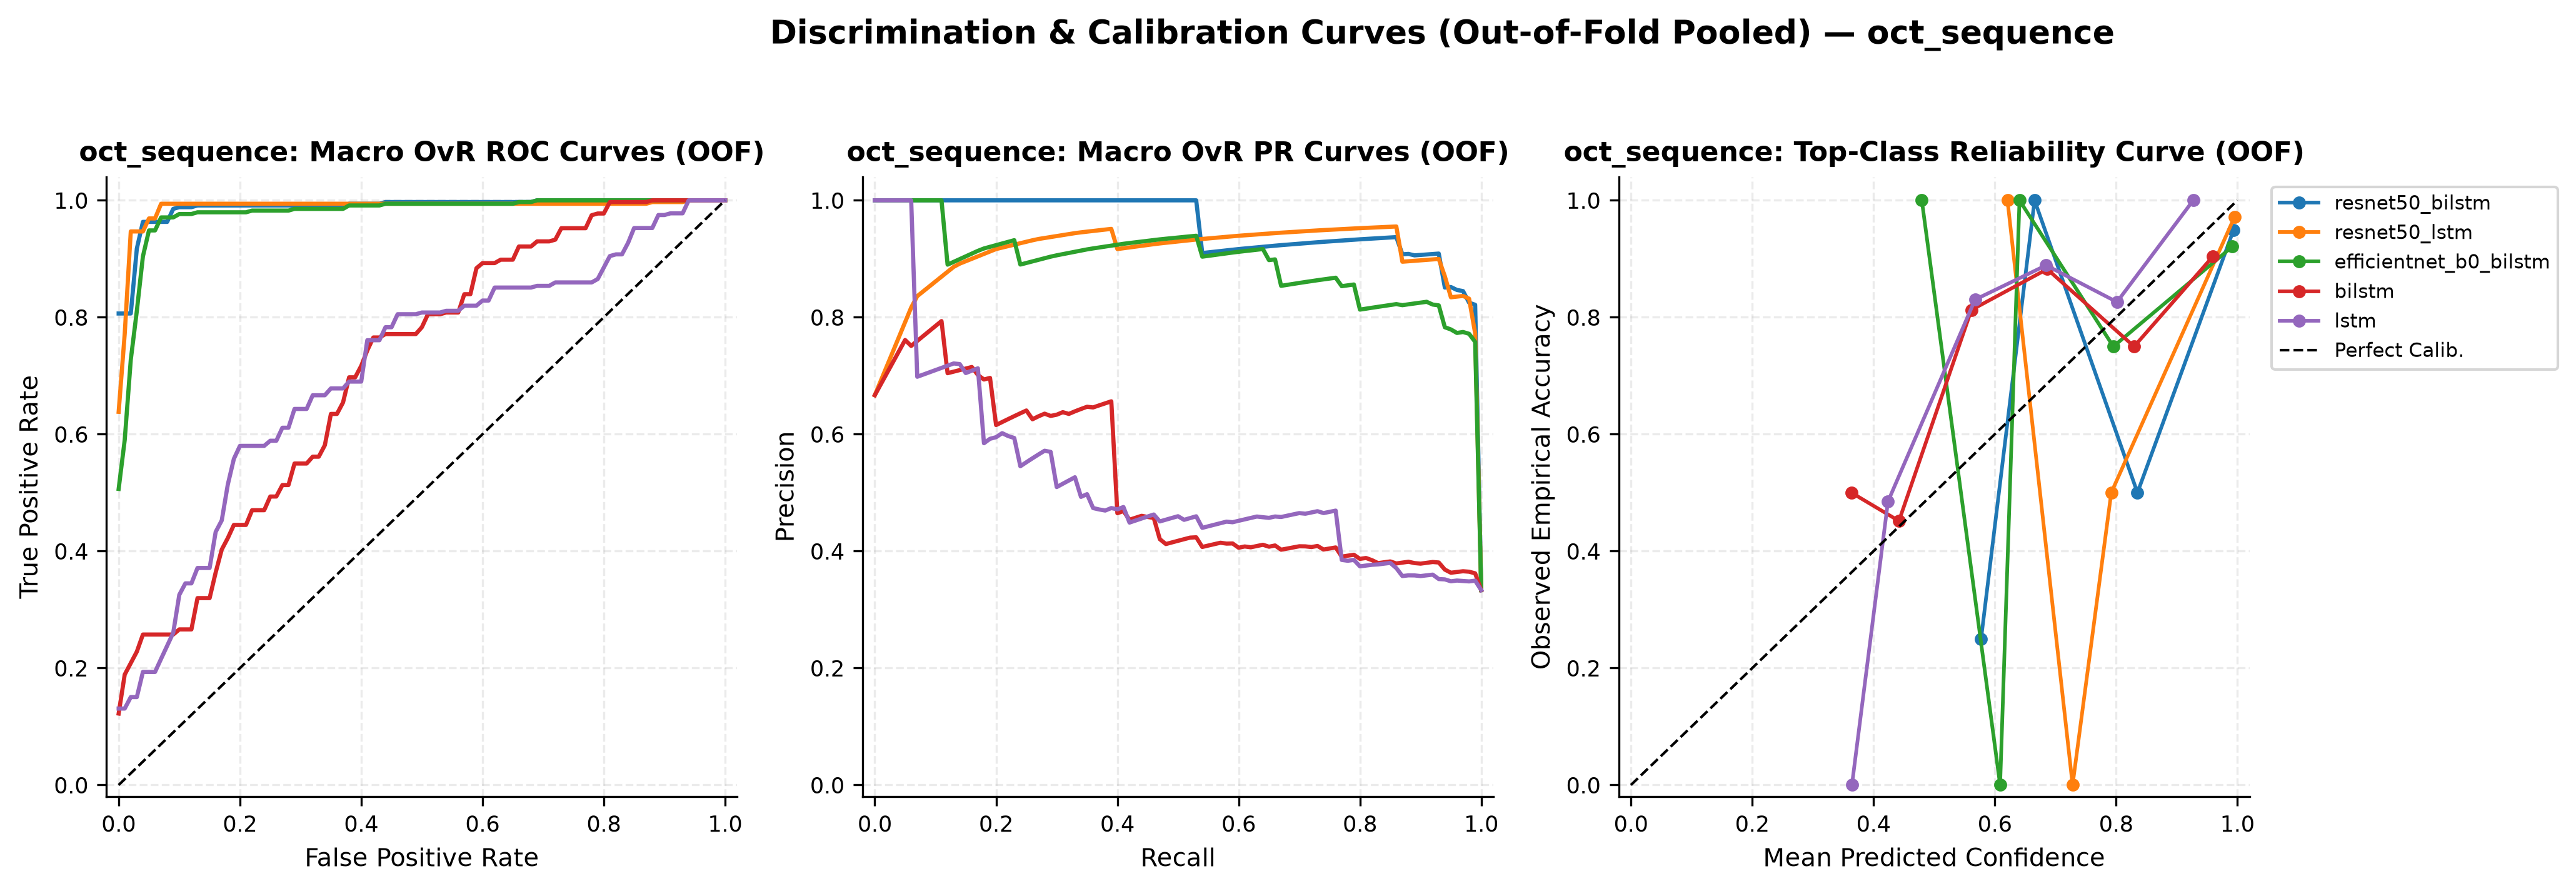 Discrimination & Calibration Curves (Out-of-Fold Pooled) — oct_sequence
oct_sequence: Macro OvR ROC Curves (OOF)
1.0
0.8
0.6
0.4
0.2
0.0
True Positive Rate
0.0 0.2 0.4 0.6 0.8 1.0
False Positive Rate
oct_sequence: Macro OvR PR Curves (OOF)
1.0
0.8
0.6
0.4
0.2
0.0
Precision
0.0 0.2 0.4 0.6 0.8 1.0
Recall
oct_sequence: Top-Class Reliability Curve (OOF)
1.0
0.8
0.6
0.4
0.2
0.0
Observed Empirical Accuracy
0.0 0.2 0.4 0.6 0.8 1.0
Mean Predicted Confidence
resnet50_bilstm
resnet50_lstm
efficientnet_b0_bilstm
bilstm
lstm
Perfect Calib.